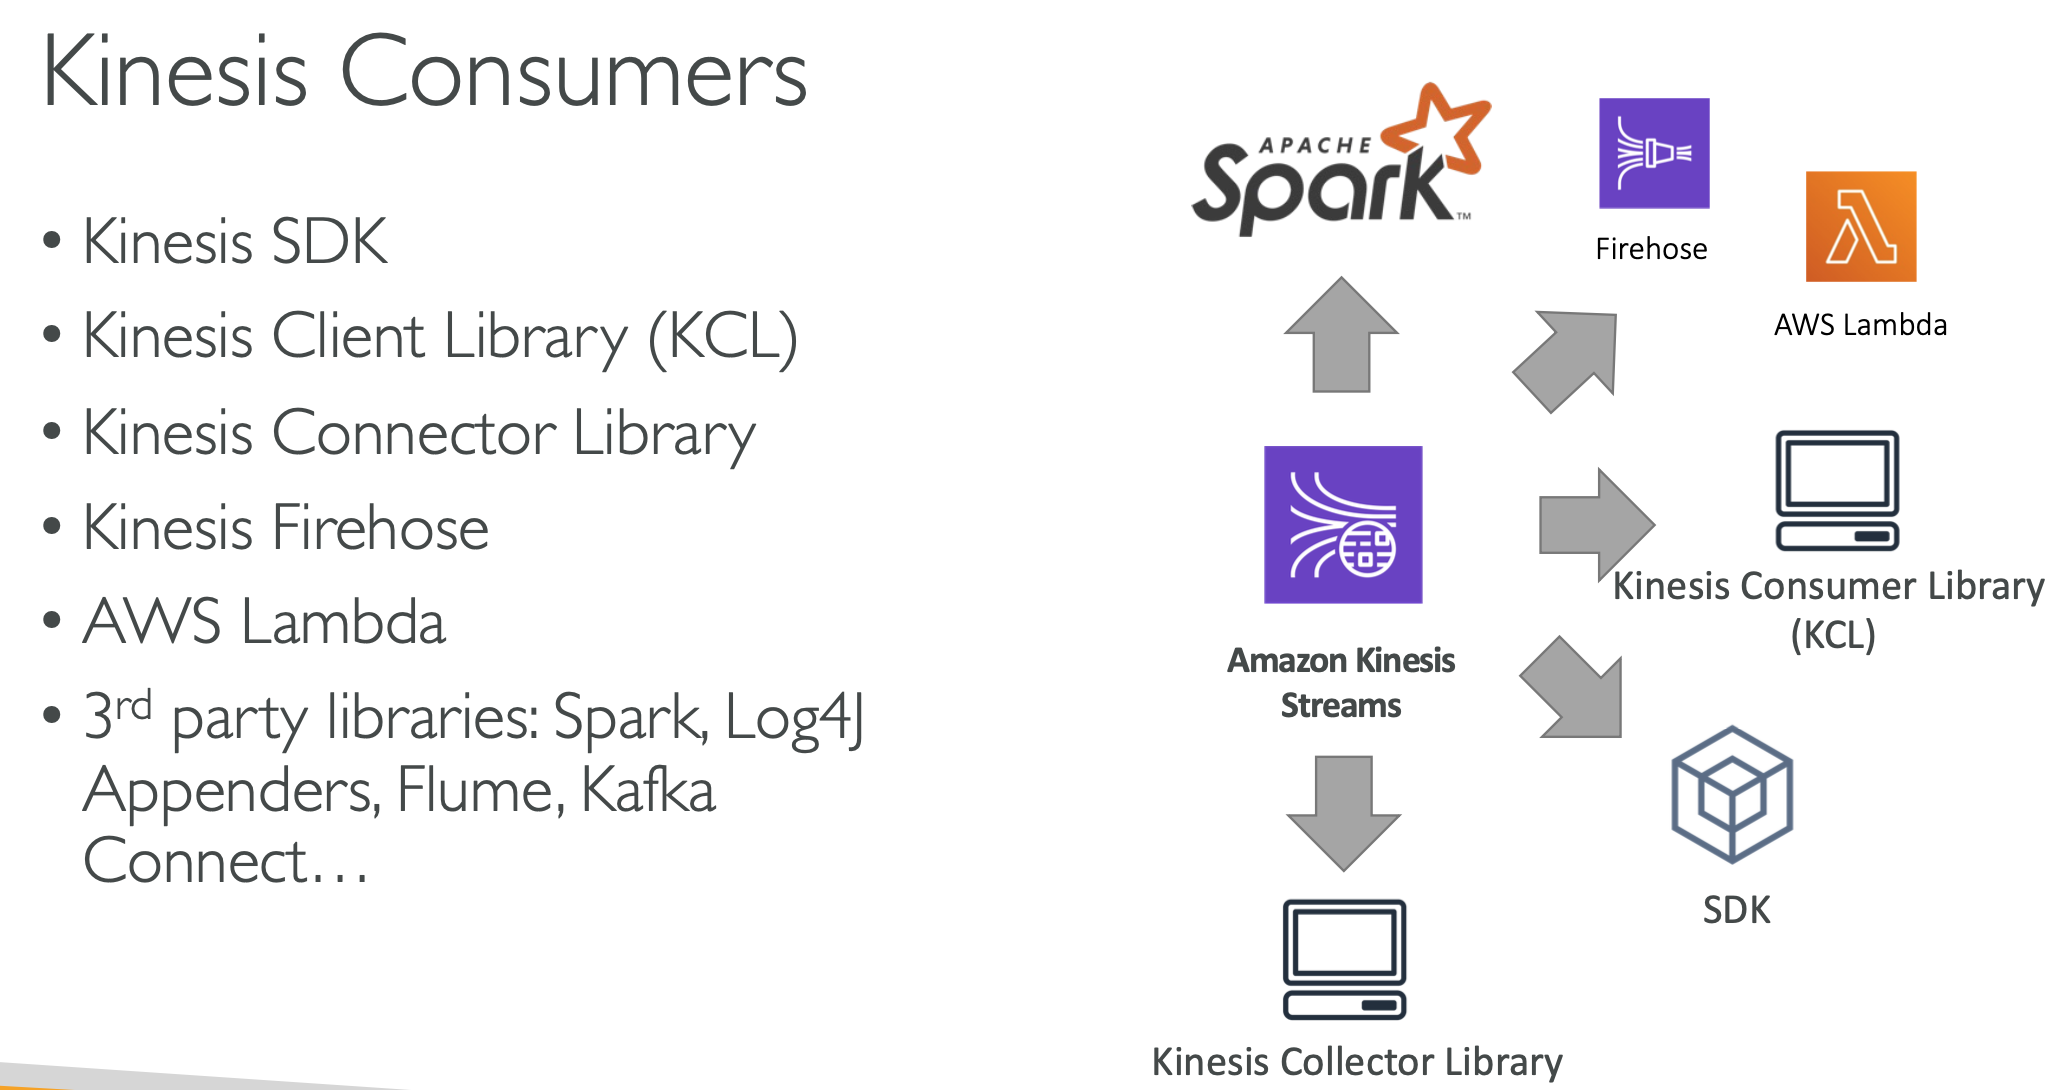 Kinesis Consumers
• Kinesis SDK
• Kinesis Client Library (KCL)
• Kinesis Connector Library
• Kinesis Firehose
• AWS Lambda
• 3rd party libraries: Spark, Log4J
Appenders, Flume, Kafka
Connect…
APACHE
Spark™
Firehose
AWS Lambda
Amazon Kinesis
Streams
Kinesis Consumer Library
(KCL)
SDK
Kinesis Collector Library